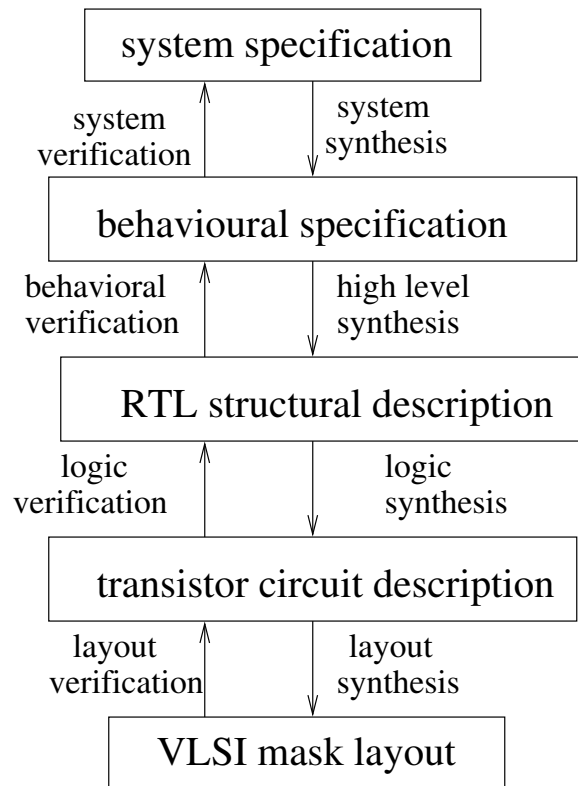 system specification
system
verification
system
synthesis
behavioural specification
behavioral
verification
high level
synthesis
RTL structural description
logic
verification
logic
synthesis
transistor circuit description
layout
verification
layout
synthesis
VLSI mask layout